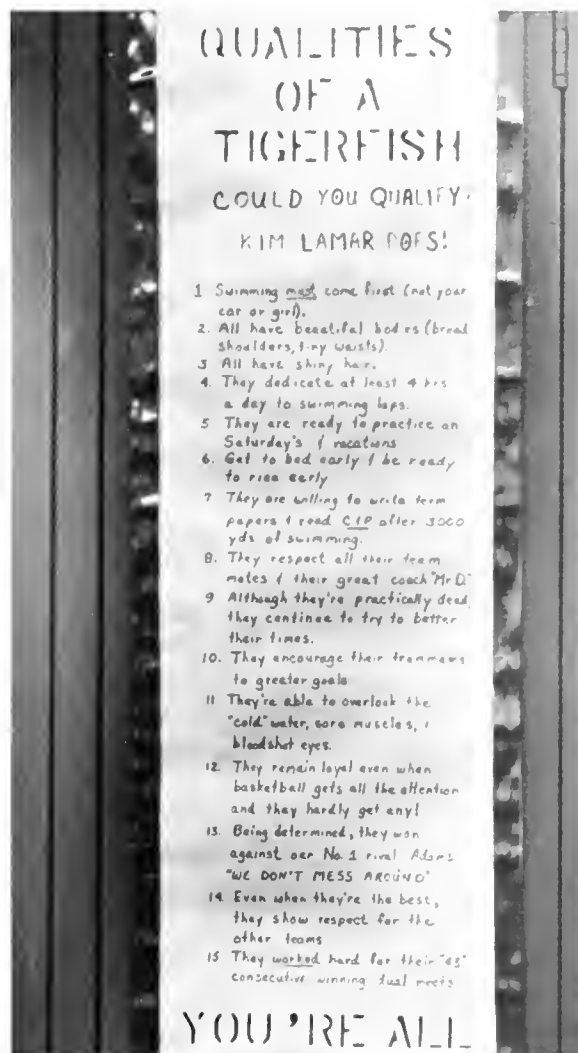 QUALITIES
OF A
TIGERFISH
COULD YOU QUALIFY.
KIM LAMAR DOES!
1 Swimming must come first (not your
car or girl).
2. All have beautiful bodies (broad
shoulders, tiny waists).
3 All have shiny hair.
4. They dedicate at least 4 hrs
a day to swimming laps.
5 They are ready to practice on
Saturday's & vacations
6. Get to bed early & be ready
to rise early
7 They are willing to write term
papers & read CIP after 3000
yds of swimming.
8. They respect all their team
mates & their great coach "Mr D."
9 Although they're practically dead,
they continue to try to better
their times.
10. They encourage their
to greater goals
11 They're able to overlook the
"cold" water, sore muscles, &
bloodshot eyes.
12. They remain loyal even when
basketball gets all the attention
and they hardly get any!
13. Being determined, they won
against our No. 1 rival Adams
"WE DON'T MESS AROUND"
14. Even when they're the best,
they show respect for the
other teams
15 They worked hard for their
consecutive winning dual meets
YOU'RE ALL